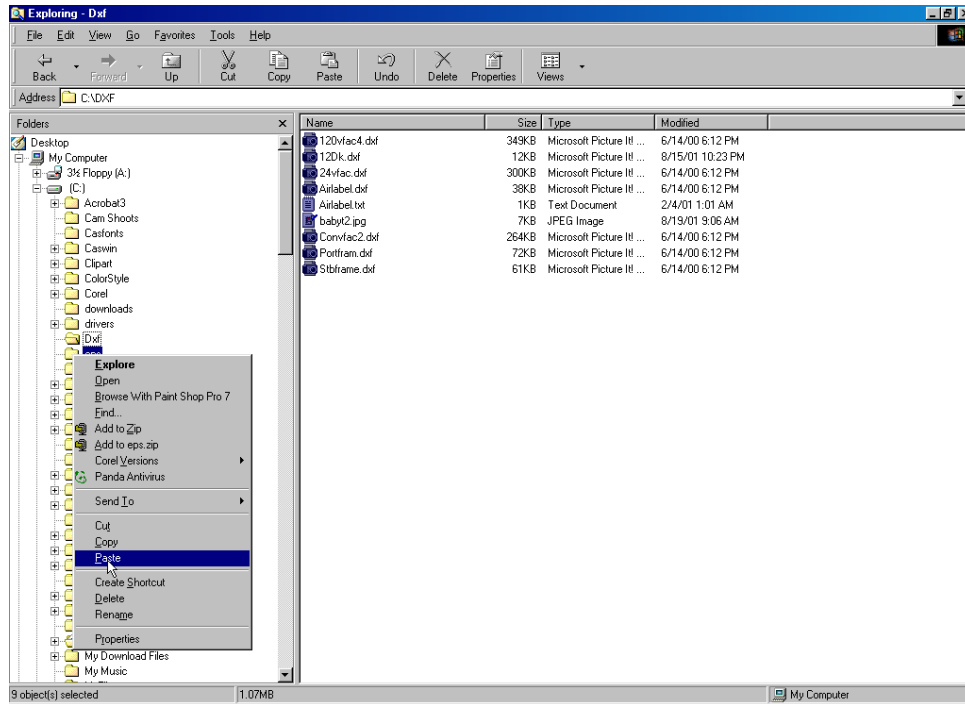 Exploring - Dxf
File Edit View Go Favorites Tools Help
Back Forward Up Cut Copy Paste Undo Delete Properties Views
Address C:\DXF
Folders
Desktop
My Computer
3½ Floppy (A:)
(C:)
Acrobat3
Cam Shoots
Casfonts
Caswin
Clipart
ColorStyle
Corel
downloads
drivers
Dxf
Explore
Open
Browse With Paint Shop Pro 7
Find...
Add to Zip
Add to eps.zip
Corel Versions
Panda Antivirus
Send To
Cut
Copy
Paste
Create Shortcut
Delete
Rename
Properties
My Download Files
My Music
Name Size Type Modified
120vfac4.dxf 349KB Microsoft Picture It! ... 6/14/00 6:12 PM
12Dk.dxf 12KB Microsoft Picture It! ... 8/15/01 10:23 PM
24vfac.dxf 300KB Microsoft Picture It! ... 6/14/00 6:12 PM
Airlabel.dxf 38KB Microsoft Picture It! ... 6/14/00 6:12 PM
Airlabel.txt 1KB Text Document 2/4/01 1:01 AM
babyt2.jpg 7KB JPEG Image 8/19/01 9:06 AM
Convfac2.dxf 264KB Microsoft Picture It! ... 6/14/00 6:12 PM
Portfram.dxf 72KB Microsoft Picture It! ... 6/14/00 6:12 PM
Stbframe.dxf 61KB Microsoft Picture It! ... 6/14/00 6:12 PM
9 object(s) selected 1.07MB My Computer